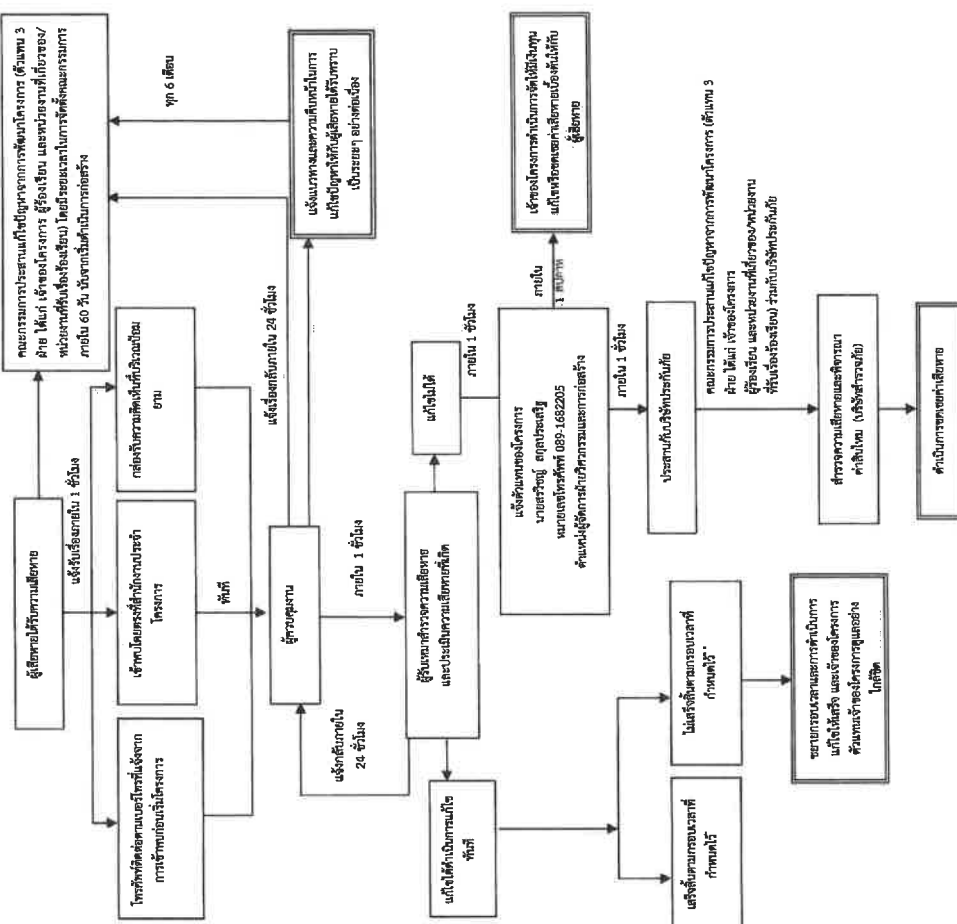 ผู้เสียหายได้รับความเสียหาย
คณะกรรมการประสานแก้ไขปัญหาจากการพัฒนาโครงการ (ตัวแทน 3
ฝ่าย ได้แก่ เจ้าของโครงการ ผู้ร้องเรียน และหน่วยงานที่เกี่ยวของ/
หน่วยงานที่รับเรื่องร้องเรียน) โดยมีระยะเวลาในการจัดตั้งคณะกรรมการ
ภายใน 60 วัน นับจากเริ่มดำเนินการก่อสร้าง
แจ้งรับเรื่องภายใน 1 ชั่วโมง
ทุก 6 เดือน
โทรศัพท์ติดต่อตามเบอร์โทรที่แจ้งจาก
การเข้าพบก่อนเริ่มโครงการ
เข้าพบโดยตรงที่สำนักงานประจำ
โครงการ
กล่องรับความคิดเห็นที่บริเวณป้อม
ยาม
ทันที
แจ้งเรื่องกลับภายใน 24 ชั่วโมง
แจ้งแนวทางและความคืบหน้าในการ
แก้ไขปัญหาให้กับผู้เสียหายได้รับทราบ
เป็นระยะๆ อย่างต่อเนื่อง
ผู้ควบคุมงาน
แจ้งกลับภายใน
24 ชั่วโมง
ภายใน 1 ชั่วโมง
ผู้รับเหมาสำรวจความเสียหาย
และประเมินความเสียหายที่เกิด
แก้ไขไม่ได้
แก้ไขได้ดำเนินการแก้ไข
ทันที
ภายใน 1 ชั่วโมง
แจ้งตัวแทนของโครงการ
นายสรวิชญ์ สกุลประเสริฐ
หมายเลขโทรศัพท์ 089-1682205
ตำแหน่งผู้จัดการฝ่ายวิศวกรรมและการก่อสร้าง
ภายใน
1 สัปดาห์
เจ้าของโครงการดำเนินการจัดให้มีเงินทุน
แก้ไขหรือชดเชยค่าเสียหายเบื้องต้นให้กับ
ผู้เสียหาย
ภายใน 1 ชั่วโมง
เสร็จสิ้นตามกรอบเวลาที่
กำหนดไว้
ไม่เสร็จสิ้นตามกรอบเวลาที่
กำหนดไว้
ประสานกับบริษัทประกันภัย
คณะกรรมการประสานแก้ไขปัญหาจากการพัฒนาโครงการ (ตัวแทน 3
ฝ่าย ได้แก่ เจ้าของโครงการ
ผู้ร้องเรียน และหน่วยงานที่เกี่ยวของ/หน่วยงาน
ที่รับเรื่องร้องเรียน) ร่วมกับบริษัทประกันภัย
ขยายกรอบเวลาและการดำเนินการ
แก้ไขให้เสร็จ และเจ้าของโครงการ
ตัวแทนเจ้าของโครงการดูแลอย่าง
ใกล้ชิด
สำรวจความเสียหายและพิจารณา
ค่าสินไหม (บริษัทสำรวจภัย)
ดำเนินการชดเชยค่าเสียหาย